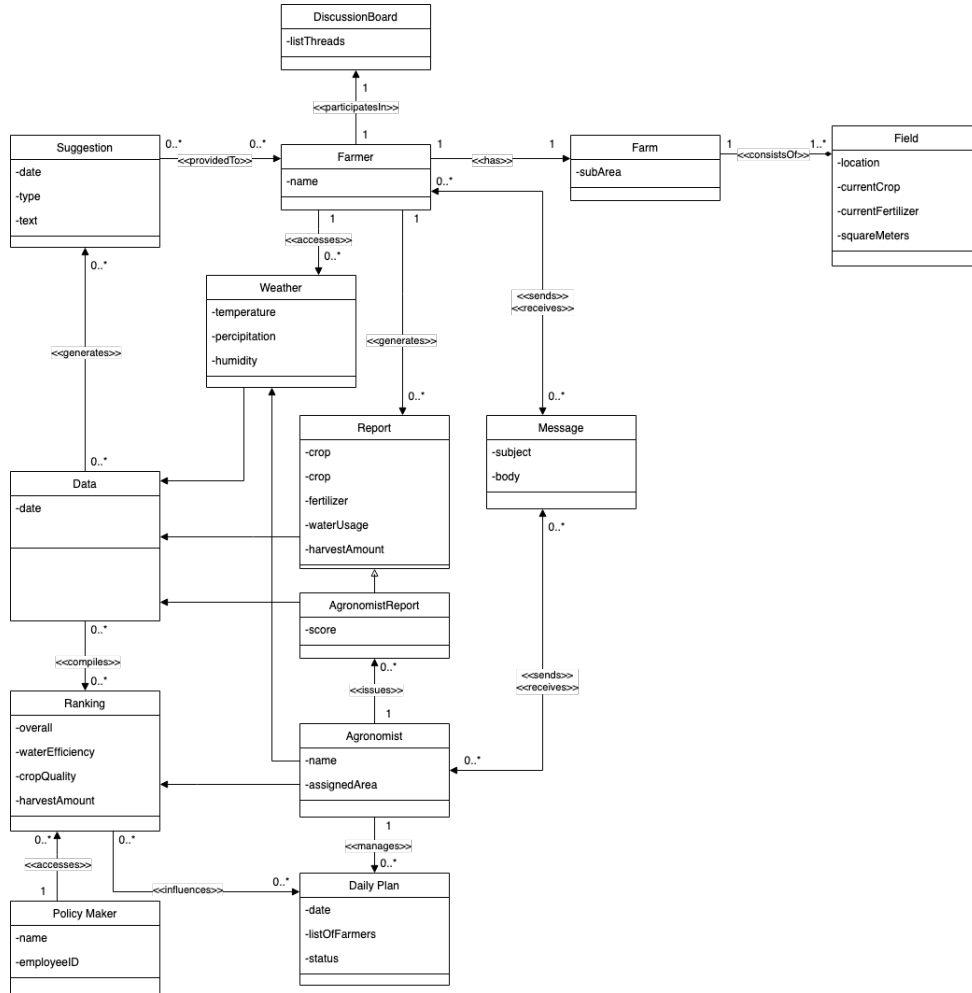 DiscussionBoard
-listThreads
1
<<participatesIn>>
1
Suggestion
-date
-type
-text
0..*
<<providedTo>>
0..*
Farmer
-name
1
<<has>>
1
Farm
-subArea
1
<<consistsOf>>
1..*
Field
-location
-currentCrop
-currentFertilizer
-squareMeters
0..*
1
<<accesses>>
0..*
1
<<generates>>
0..*
Weather
-temperature
-percipitation
-humidity
0..*
<<generates>>
0..*
<<sends>>
<<receives>>
0..*
Report
-crop
-crop
-fertilizer
-waterUsage
-harvestAmount
Message
-subject
-body
0..*
Data
-date
0..*
<<compiles>>
0..*
AgronomistReport
-score
0..*
<<issues>>
1
<<sends>>
<<receives>>
0..*
Ranking
-overall
-waterEfficiency
-cropQuality
-harvestAmount
Agronomist
-name
-assignedArea
1
<<manages>>
0..*
0..*
<<accesses>>
1
0..*
<<influences>>
0..*
Policy Maker
-name
-employeeID
Daily Plan
-date
-listOfFarmers
-status